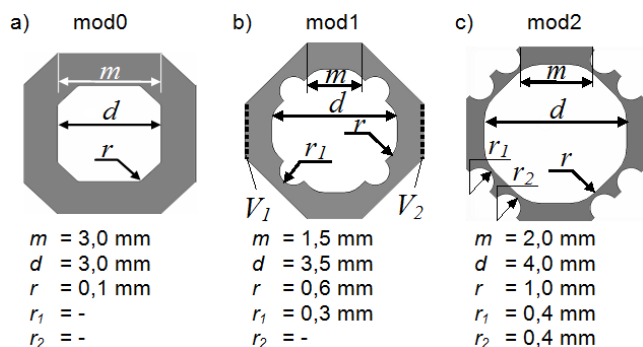 a) mod0
b) mod1
c) mod2
m
d
r
m
d
r
r1
V1
V2
m
d
r
r1
r2
m = 3,0 mm
d = 3,0 mm
r = 0,1 mm
r1 = -
r2 = -
m = 1,5 mm
d = 3,5 mm
r = 0,6 mm
r1 = 0,3 mm
r2 = -
m = 2,0 mm
d = 4,0 mm
r = 1,0 mm
r1 = 0,4 mm
r2 = 0,4 mm